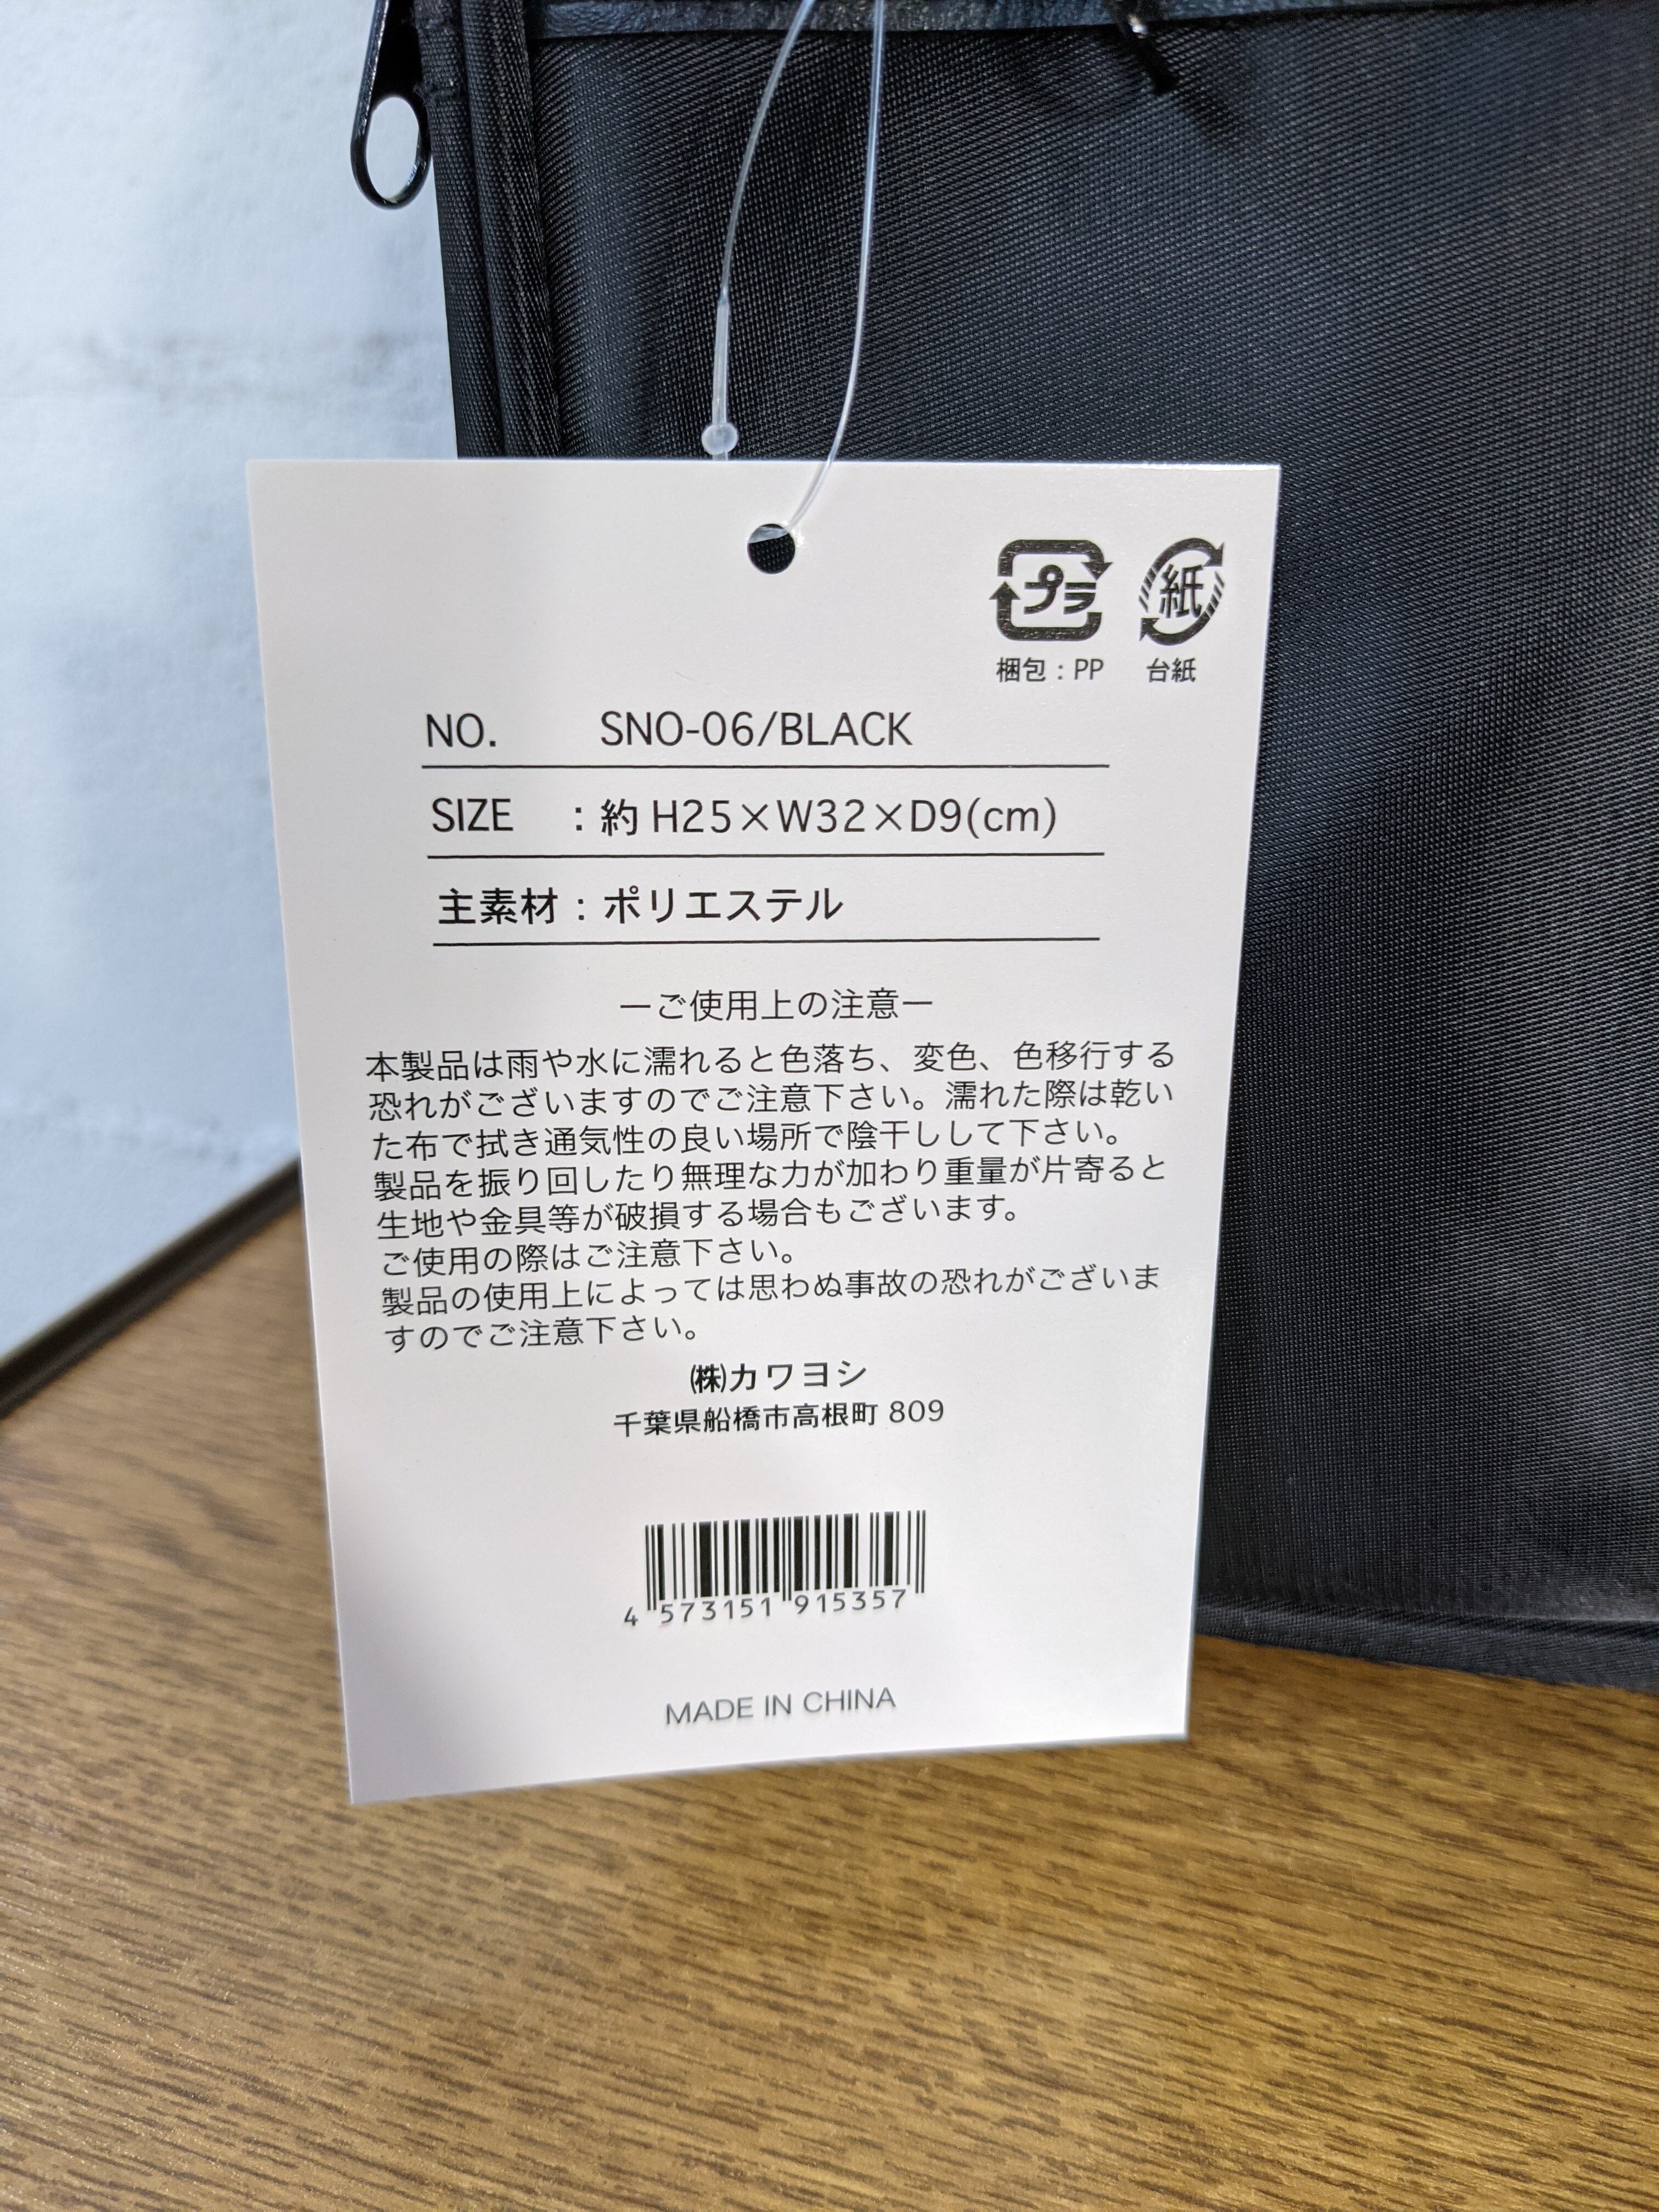 プラ 紙
梱包：PP 台紙
NO. SNO-06/BLACK
SIZE ：約 H25×W32×D9(cm)
主素材：ポリエステル
ーご使用上の注意ー
本製品は雨や水に濡れると色落ち、変色、色移行する
恐れがございますのでご注意下さい。濡れた際は乾い
た布で拭き通気性の良い場所で陰干しして下さい。
製品を振り回したり無理な力が加わり重量が片寄ると
生地や金具等が破損する場合もございます。
ご使用の際はご注意下さい。
製品の使用上によっては思わぬ事故の恐れがございま
すのでご注意下さい。
㈱カワヨシ
千葉県船橋市高根町 809
4 573151 915357
MADE IN CHINA